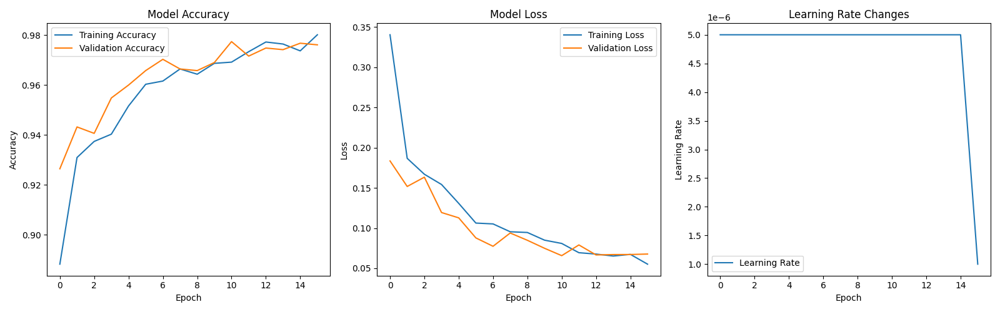 Model Accuracy
Training Accuracy
Validation Accuracy
Accuracy
0.98
0.96
0.94
0.92
0.90
0 2 4 6 8 10 12 14
Epoch
Model Loss
Training Loss
Validation Loss
Loss
0.35
0.30
0.25
0.20
0.15
0.10
0.05
0 2 4 6 8 10 12 14
Epoch
Learning Rate Changes
1e−6
Learning Rate
5.0
4.5
4.0
3.5
3.0
2.5
2.0
1.5
1.0
Learning Rate
0 2 4 6 8 10 12 14
Epoch